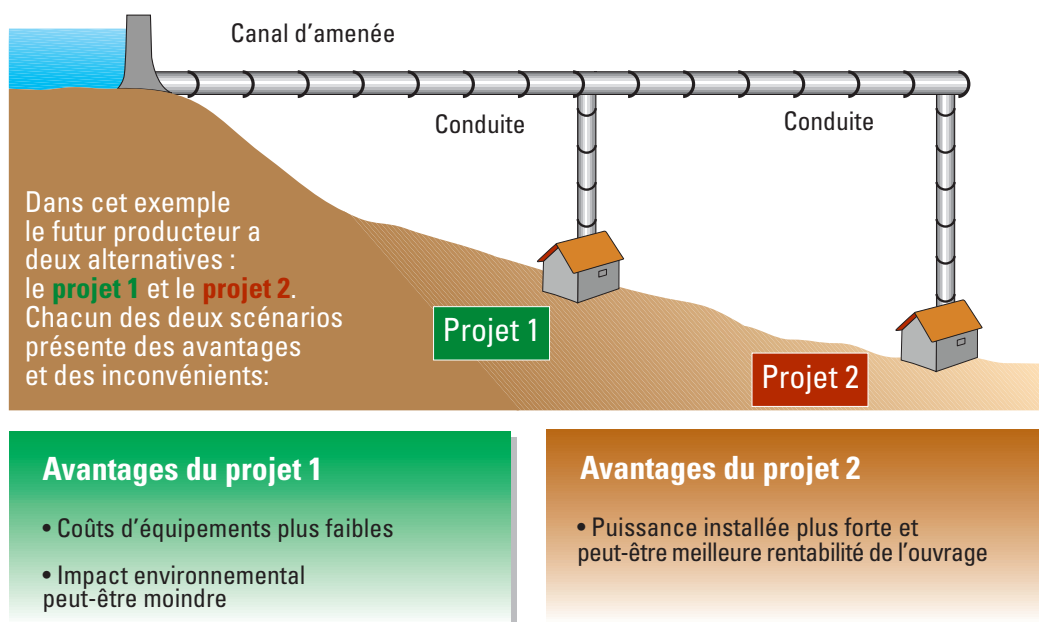 Canal d'amenée
Conduite
Conduite
Dans cet exemple
le futur producteur a
deux alternatives :
le projet 1 et le projet 2.
Chacun des deux scénarios
présente des avantages
et des inconvénients:
Projet 1
Projet 2
Avantages du projet 1
• Coûts d'équipements plus faibles
• Impact environnemental
peut-être moindre
Avantages du projet 2
• Puissance installée plus forte et
peut-être meilleure rentabilité de l'ouvrage